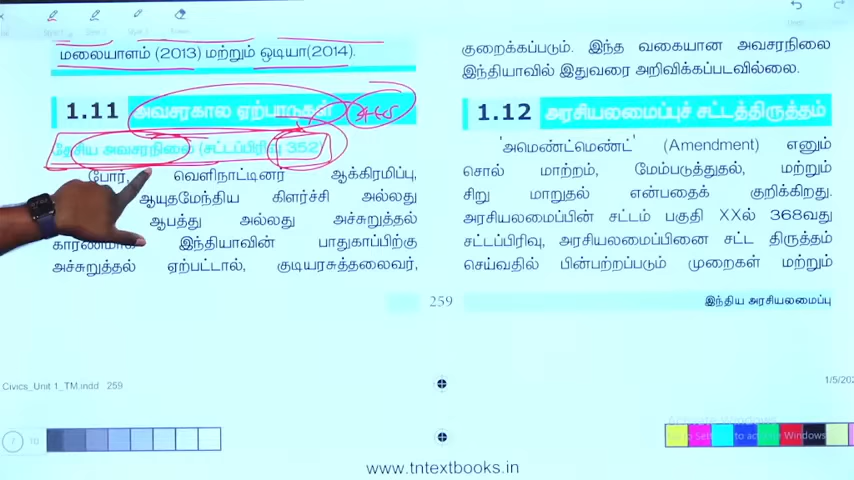 மலையாளம் (2013) மற்றும் ஒடியா(2014).
1.11 அவசரகால ஏற்பாடுகள்
தேசிய அவசரநிலை (சட்டப்பிரிவு 352)
போர், வெளிநாட்டினர் ஆக்கிரமிப்பு,
ஆயுதமேந்திய கிளர்ச்சி அல்லது
ஆபத்து அல்லது அச்சுறுத்தல்
காரணமாக இந்தியாவின் பாதுகாப்பிற்கு
அச்சுறுத்தல் ஏற்பட்டால், குடியரசுத்தலைவர்,
குறைக்கப்படும். இந்த வகையான அவசரநிலை
இந்தியாவில் இதுவரை அறிவிக்கப்படவில்லை.
1.12 அரசியலமைப்புச் சட்டத்திருத்தம்
'அமெண்ட்மெண்ட்' (Amendment) எனும்
சொல் மாற்றம், மேம்படுத்துதல், மற்றும்
சிறு மாறுதல் என்பதைக் குறிக்கிறது.
அரசியலமைப்பின் சட்டம் பகுதி XXல் 368வது
சட்டப்பிரிவு, அரசியலமைப்பினை சட்ட திருத்தம்
செய்வதில் பின்பற்றப்படும் முறைகள் மற்றும்
259
இந்திய அரசியலமைப்பு
Civics_Unit 1_TM.indd 259
1/5/202
www.tntextbooks.in